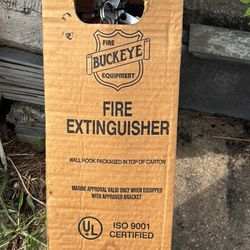 FIRE
BUCKEYE
EQUIPMENT
FIRE
EXTINGUISHER
WALL HOOK PACKAGED IN TOP OF CARTON
MARINE APPROVAL VALID ONLY WHEN EQUIPPED
WITH APPROVED BRACKET
UL
ISO 9001
CERTIFIED